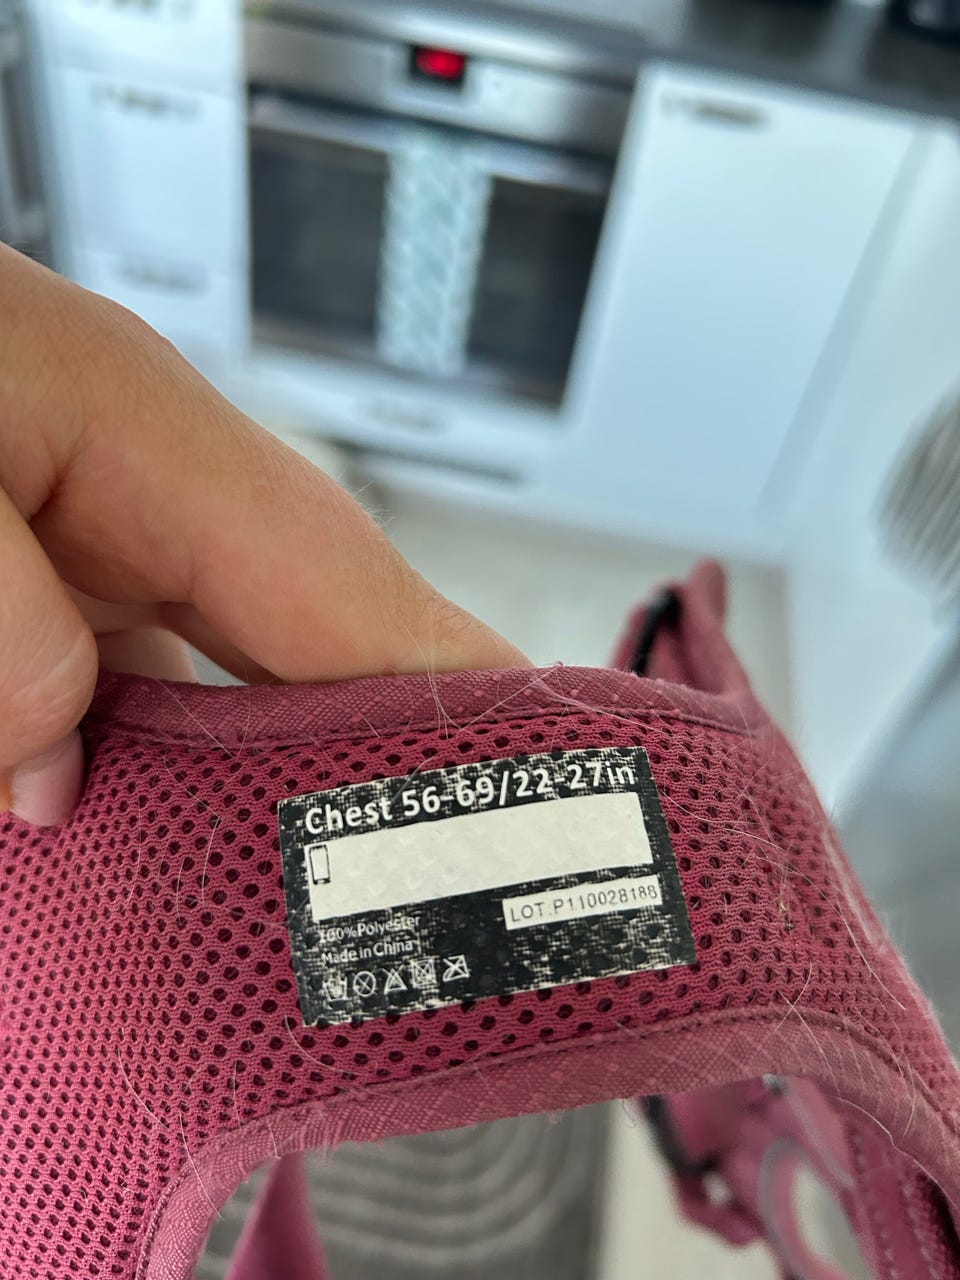 Chest 56-69/22-27in
LOT:P110028188
100%Polyester
Made in China